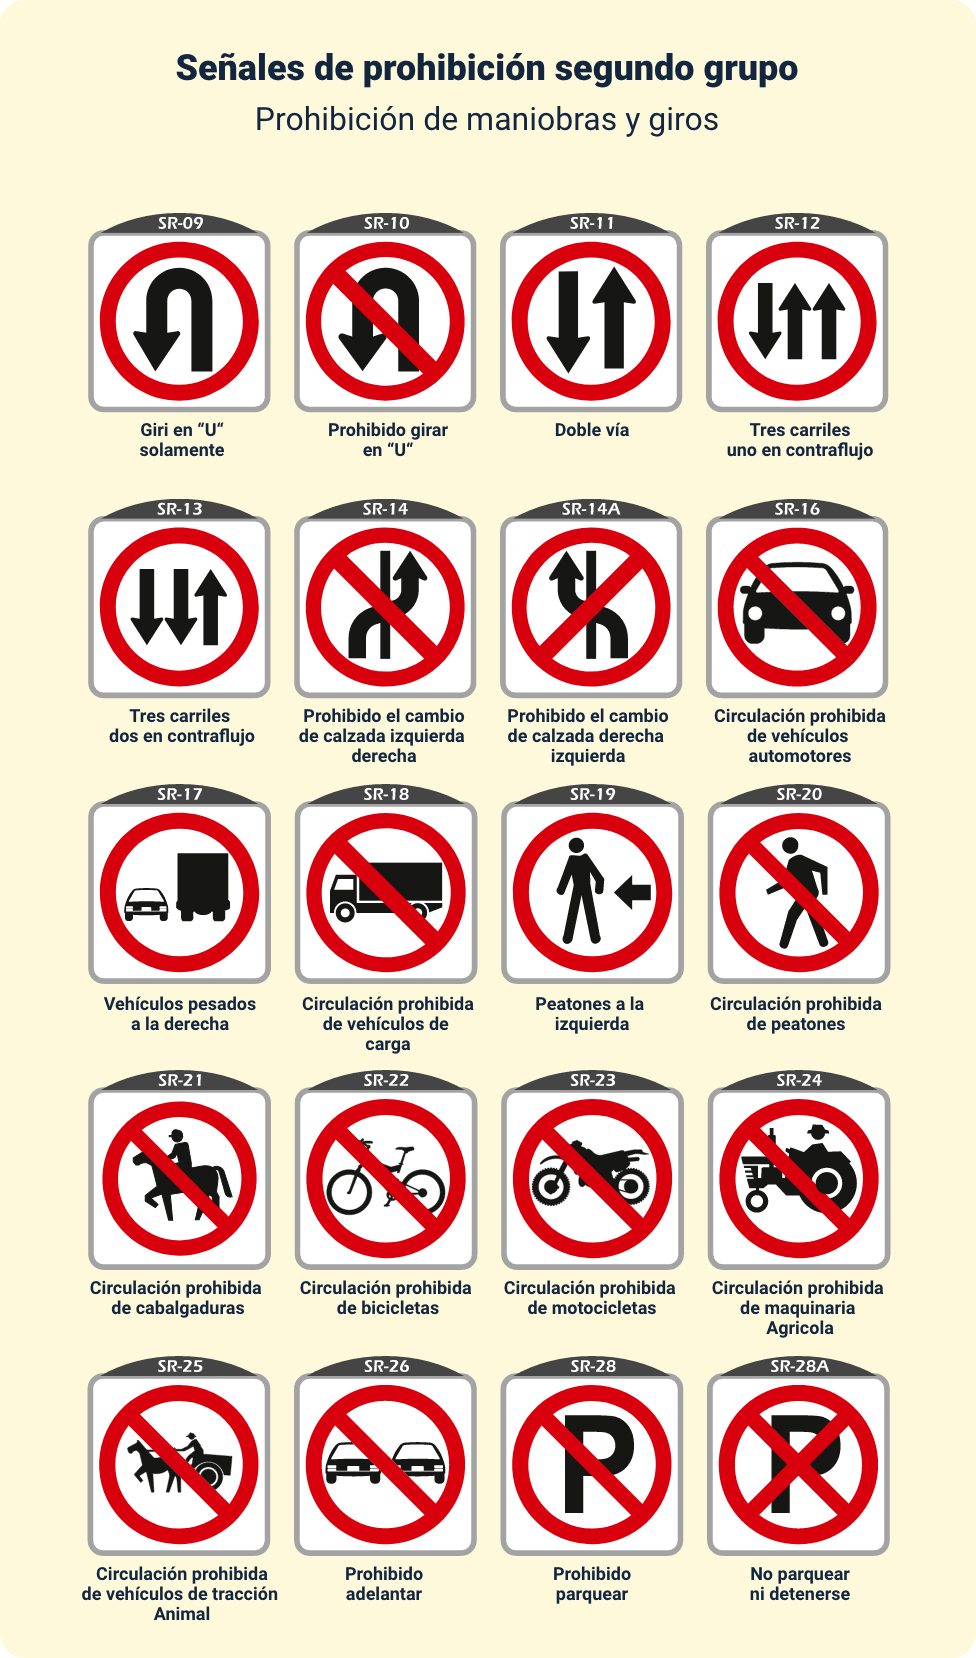 Señales de prohibición segundo grupo
Prohibición de maniobras y giros
SR-09
SR-10
SR-11
SR-12
Giri en “U“
solamente
Prohibido girar
en “U“
Doble vía
Tres carriles
uno en contraflujo
SR-13
SR-14
SR-14A
SR-16
Tres carriles
dos en contraflujo
Prohibido el cambio
de calzada izquierda
derecha
Prohibido el cambio
de calzada derecha
izquierda
Circulación prohibida
de vehículos
automotores
SR-17
SR-18
SR-19
SR-20
Vehículos pesados
a la derecha
Circulación prohibida
de vehículos de
carga
Peatones a la
izquierda
Circulación prohibida
de peatones
SR-21
SR-22
SR-23
SR-24
Circulación prohibida
de cabalgaduras
Circulación prohibida
de bicicletas
Circulación prohibida
de motocicletas
Circulación prohibida
de maquinaria
Agricola
SR-25
SR-26
SR-28
SR-28A
P
P
Circulación prohibida
de vehículos de tracción
Animal
Prohibido
adelantar
Prohibido
parquear
No parquear
ni detenerse